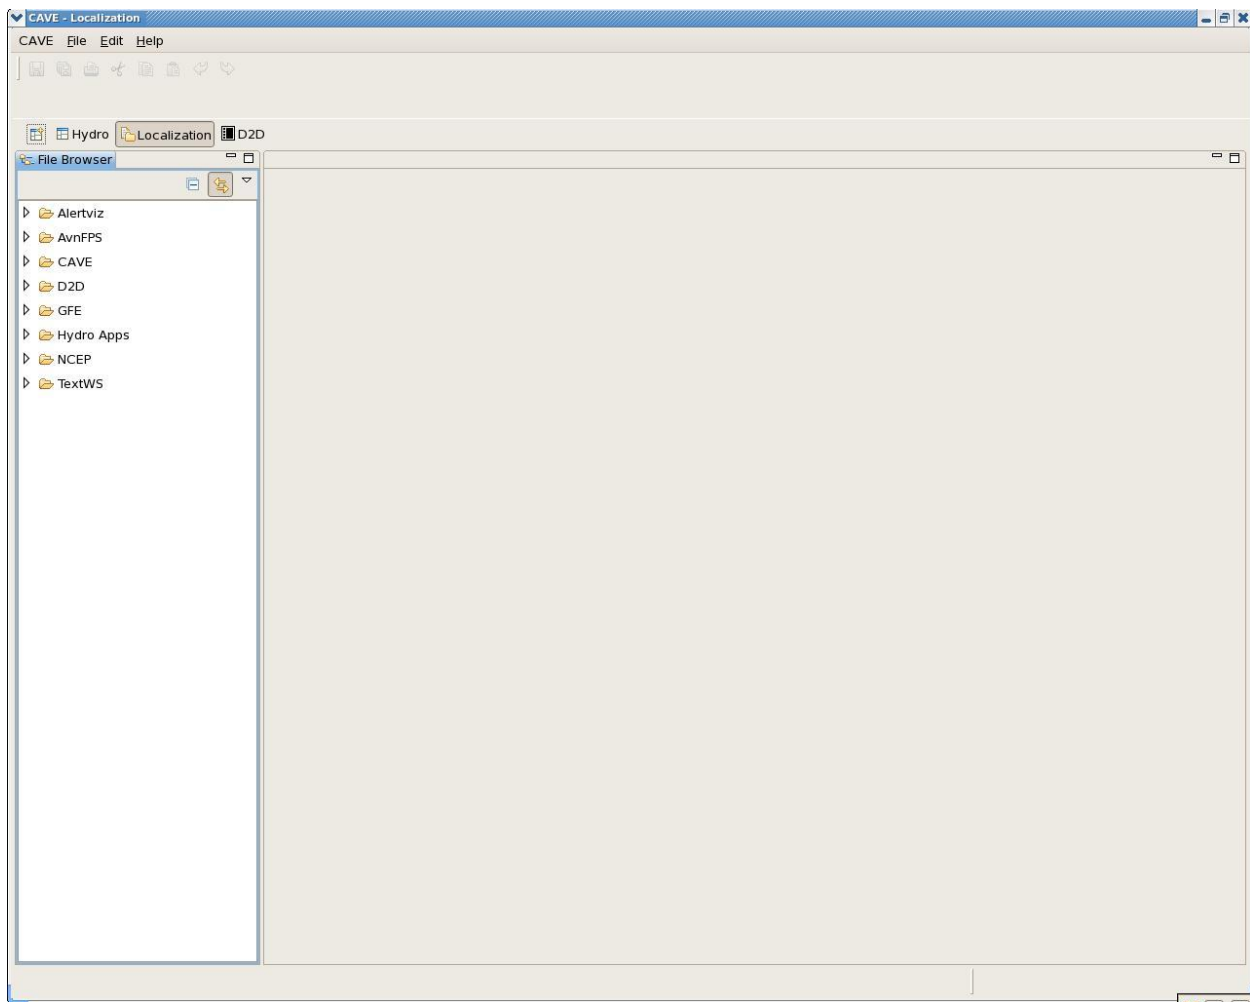 CAVE - Localization
CAVE File Edit Help
Hydro Localization D2D
File Browser
Alertviz
AvnFPS
CAVE
D2D
GFE
Hydro Apps
NCEP
TextWS